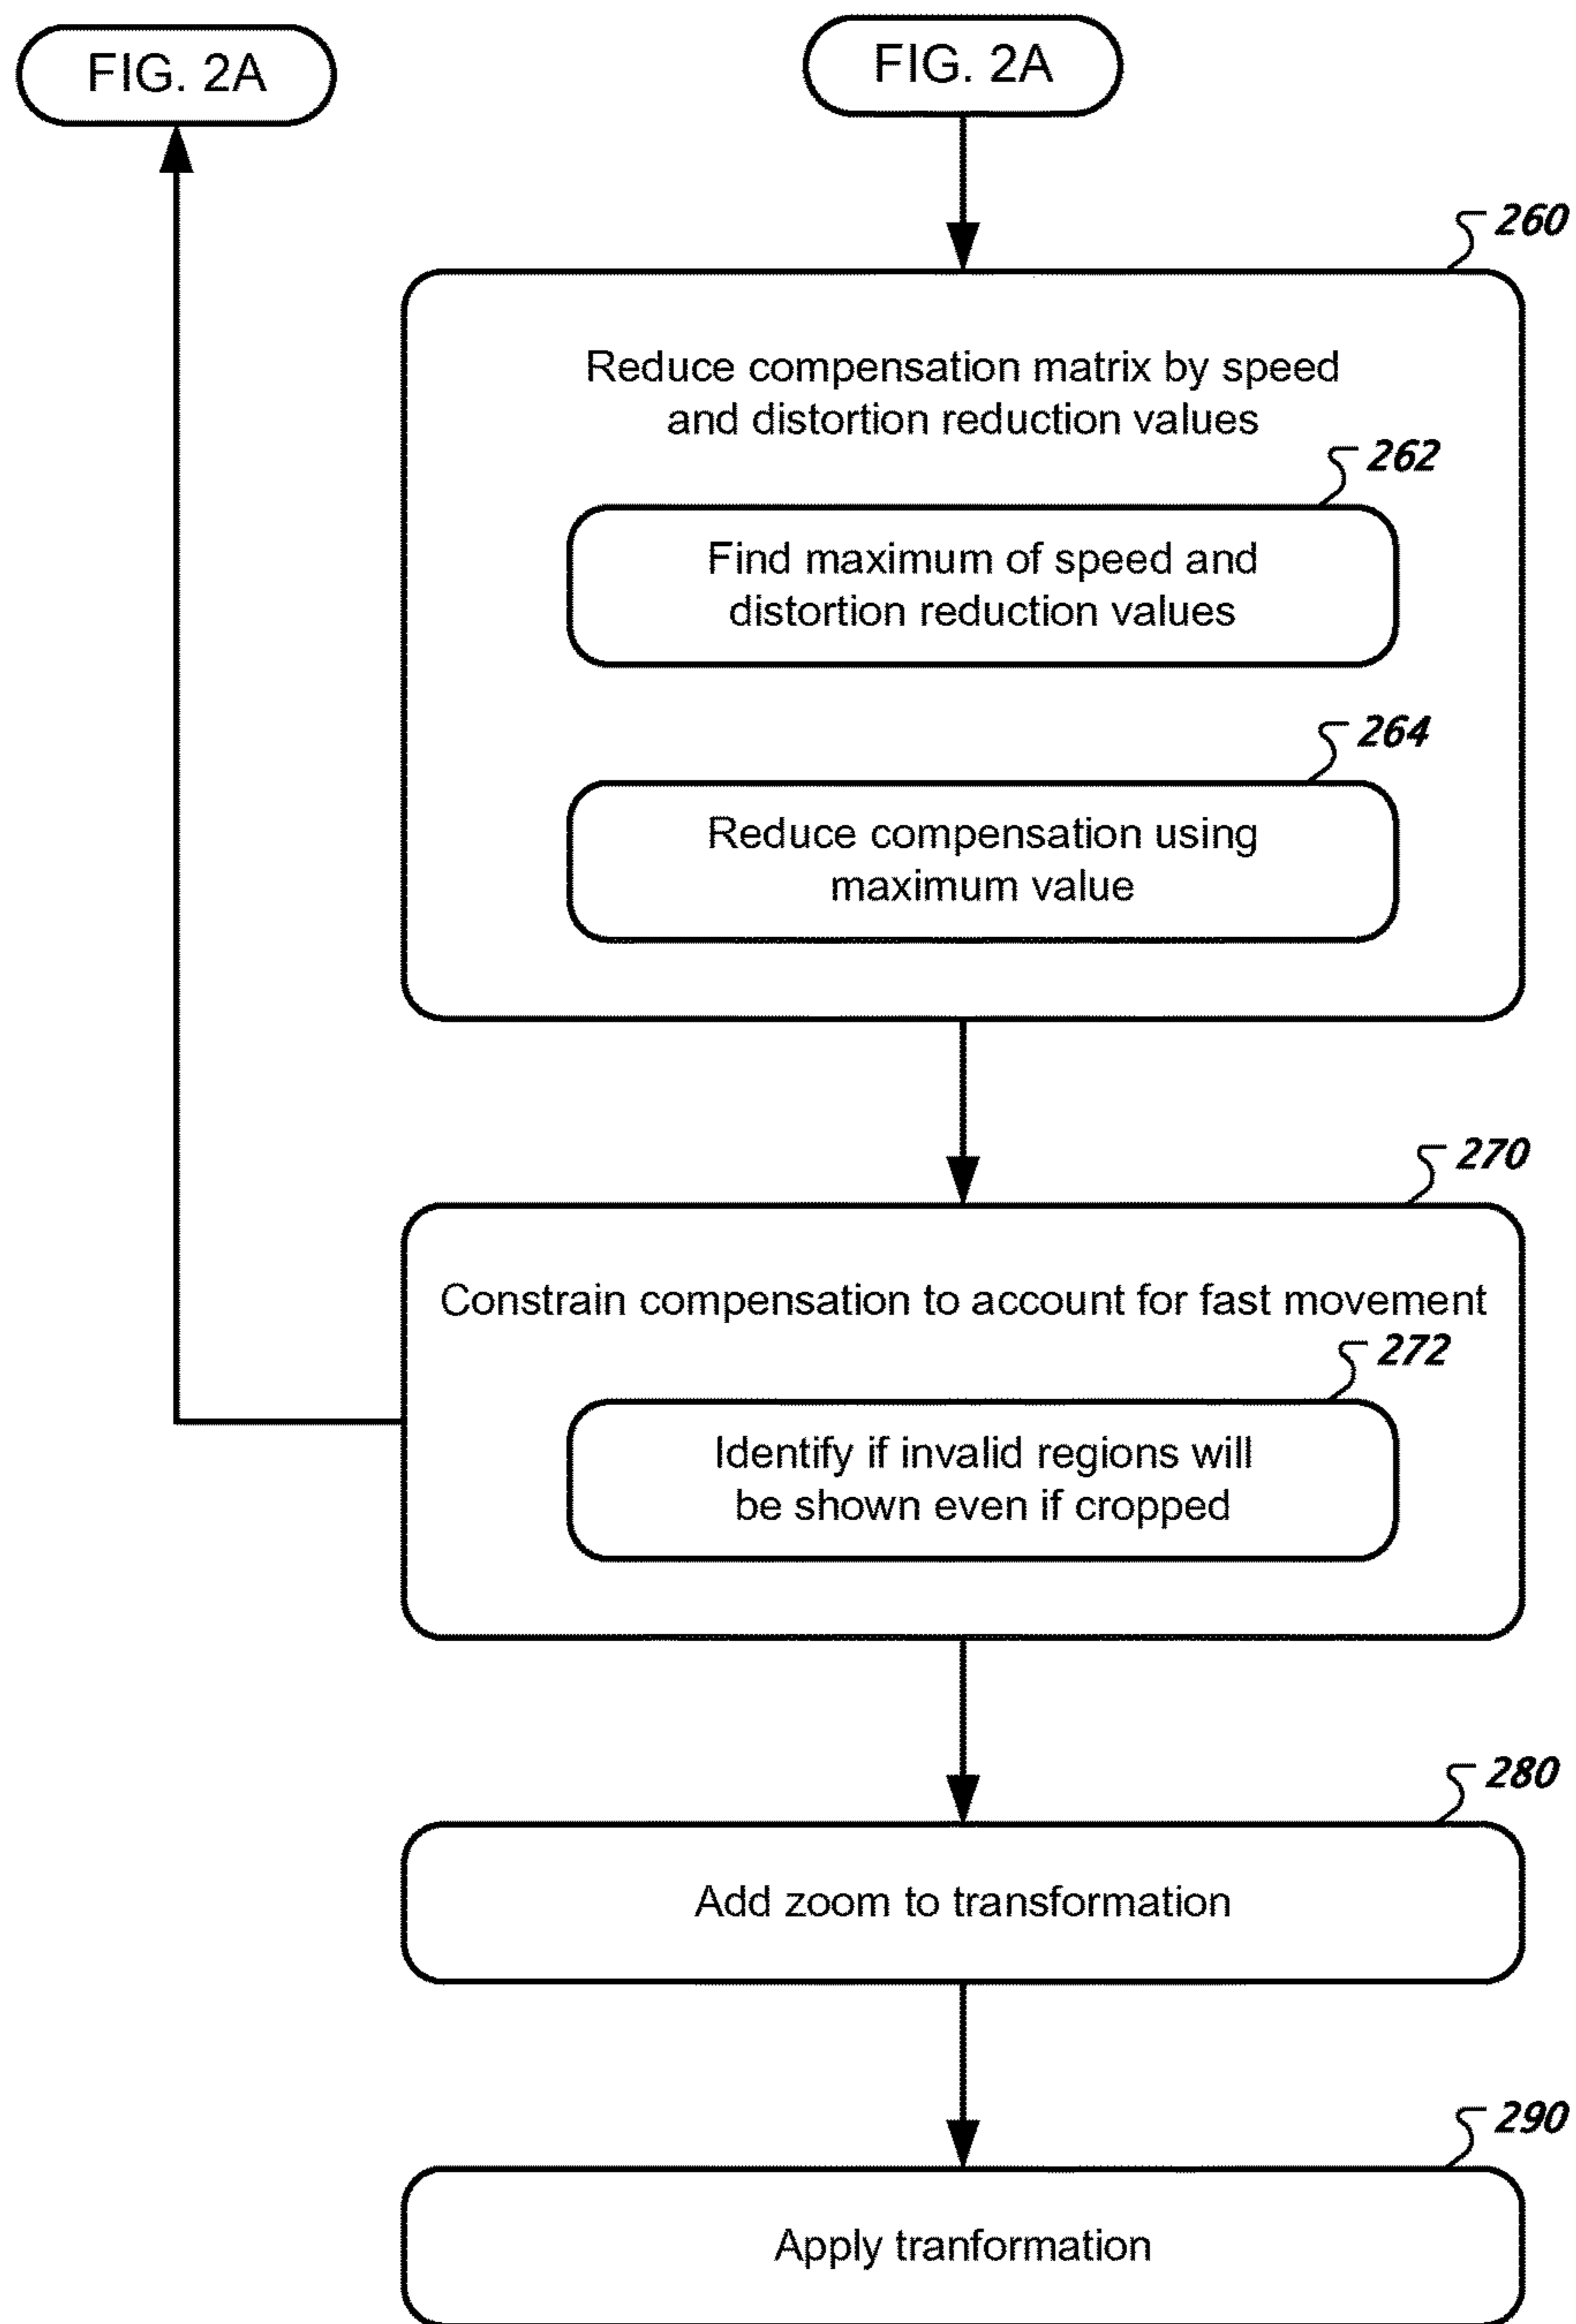 FIG. 2A
FIG. 2A
260
Reduce compensation matrix by speed
and distortion reduction values
262
Find maximum of speed and
distortion reduction values
264
Reduce compensation using
maximum value
270
Constrain compensation to account for fast movement
272
Identify if invalid regions will
be shown even if cropped
280
Add zoom to transformation
290
Apply tranformation